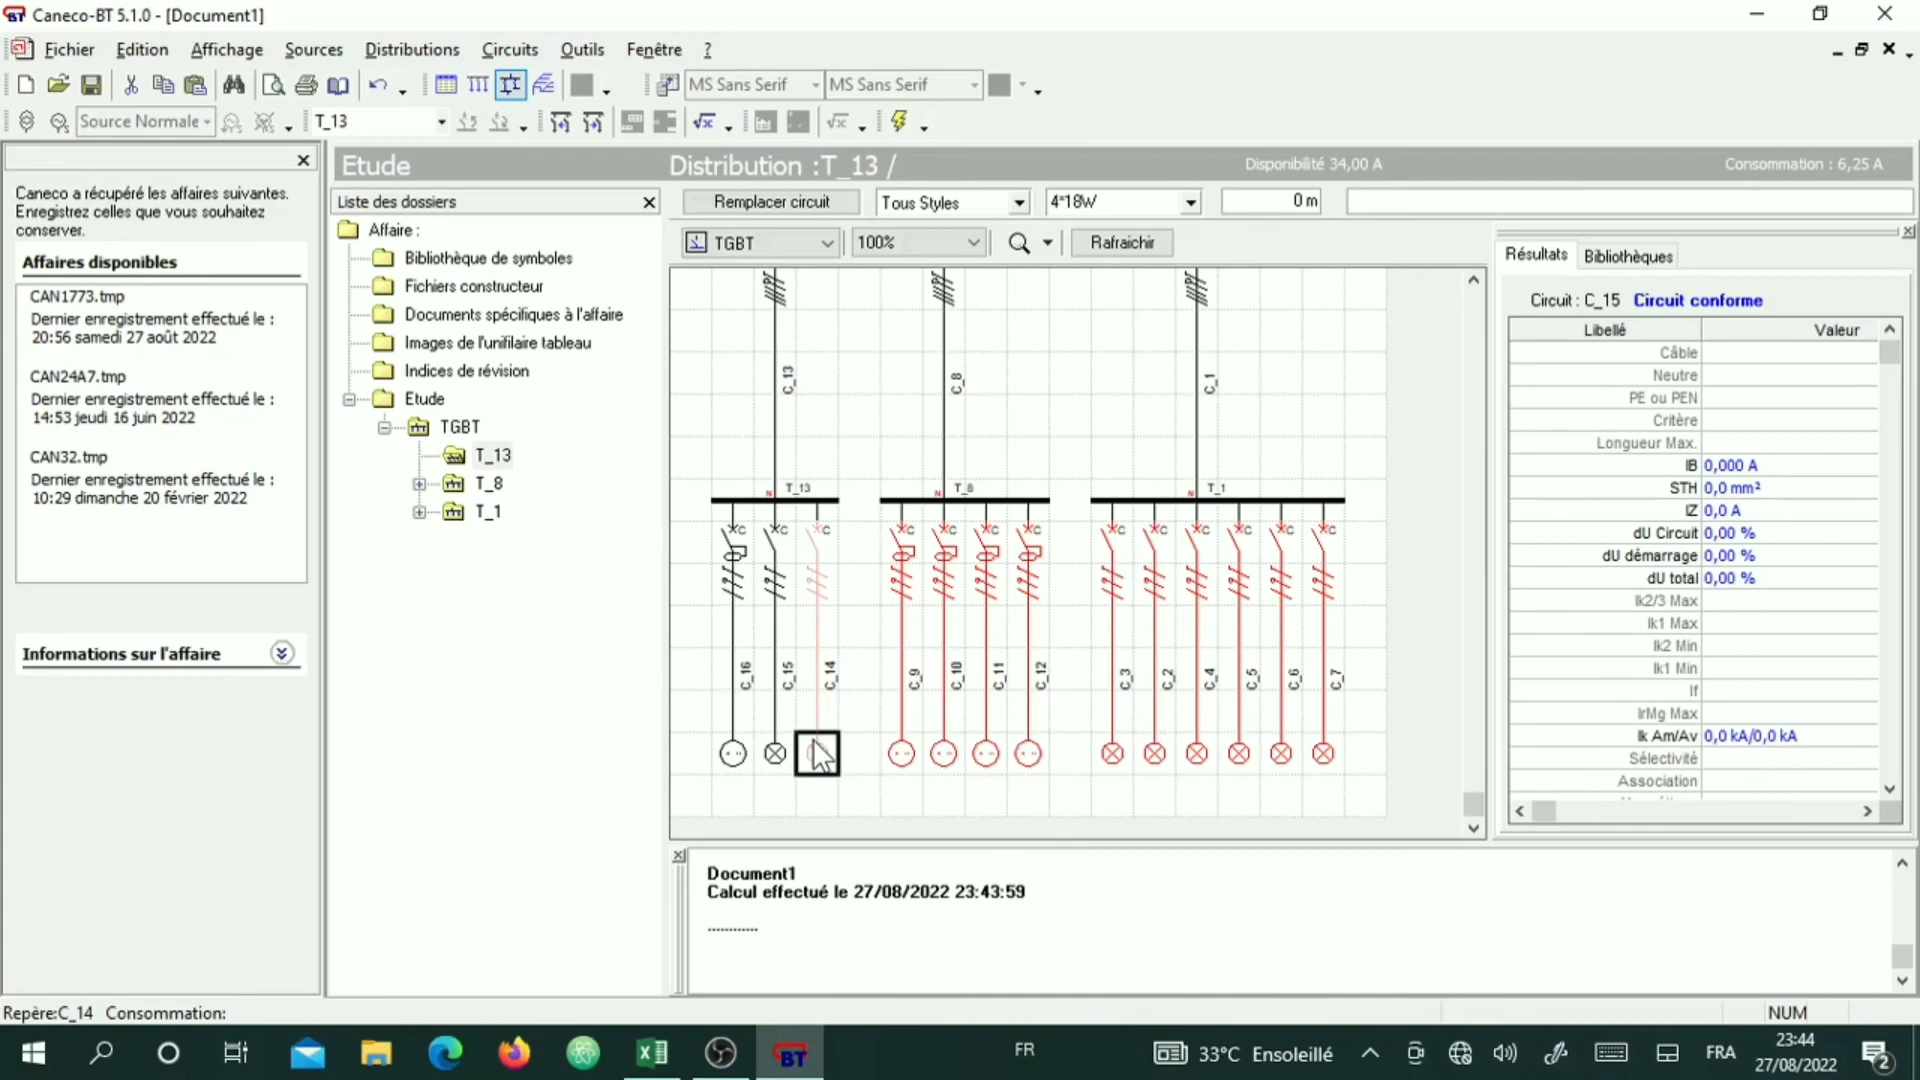 Caneco-BT 5.1.0 - [Document1]
Fichier Edition Affichage Sources Distributions Circuits Outils Fenêtre ?
MS Sans Serif MS Sans Serif
Source Normale T_13
Etude Distribution :T_13 / Disponibilité 34,00 A Consommation : 6,25 A
Caneco a récupéré les affaires suivantes.
Enregistrez celles que vous souhaitez
conserver.
Affaires disponibles
CAN1773.tmp
Dernier enregistrement effectué le :
20:56 samedi 27 août 2022
CAN24A7.tmp
Dernier enregistrement effectué le :
14:53 jeudi 16 juin 2022
CAN32.tmp
Dernier enregistrement effectué le :
10:29 dimanche 20 février 2022
Informations sur l'affaire
Liste des dossiers
Affaire :
Bibliothèque de symboles
Fichiers constructeur
Documents spécifiques à l'affaire
Images de l'unifilaire tableau
Indices de révision
Etude
TGBT
T_13
T_8
T_1
Remplacer circuit Tous Styles 4*18W 0 m
TGBT 100% Rafraichir
C_13 C_8 C_1
N T_13 N T_8 N T_1
C C C C C C C C C C C C C
C_16 C_15 C_14 C_9 C_10 C_11 C_12 C_3 C_2 C_4 C_5 C_6 C_7
Résultats Bibliothèques
Circuit : C_15 Circuit conforme
Libellé Valeur
Câble
Neutre
PE ou PEN
Critère
Longueur Max.
IB 0,000 A
STH 0,0 mm²
IZ 0,0 A
dU Circuit 0,00 %
dU démarrage 0,00 %
dU total 0,00 %
Ik2/3 Max
Ik1 Max
Ik2 Min
Ik1 Min
If
IrMg Max
Ik Am/Av 0,0 kA/0,0 kA
Sélectivité
Association
Document1
Calcul effectué le 27/08/2022 23:43:59
............
Repère:C_14 Consommation: NUM
BT FR 33°C Ensoleillé FRA 23:44
27/08/2022 2